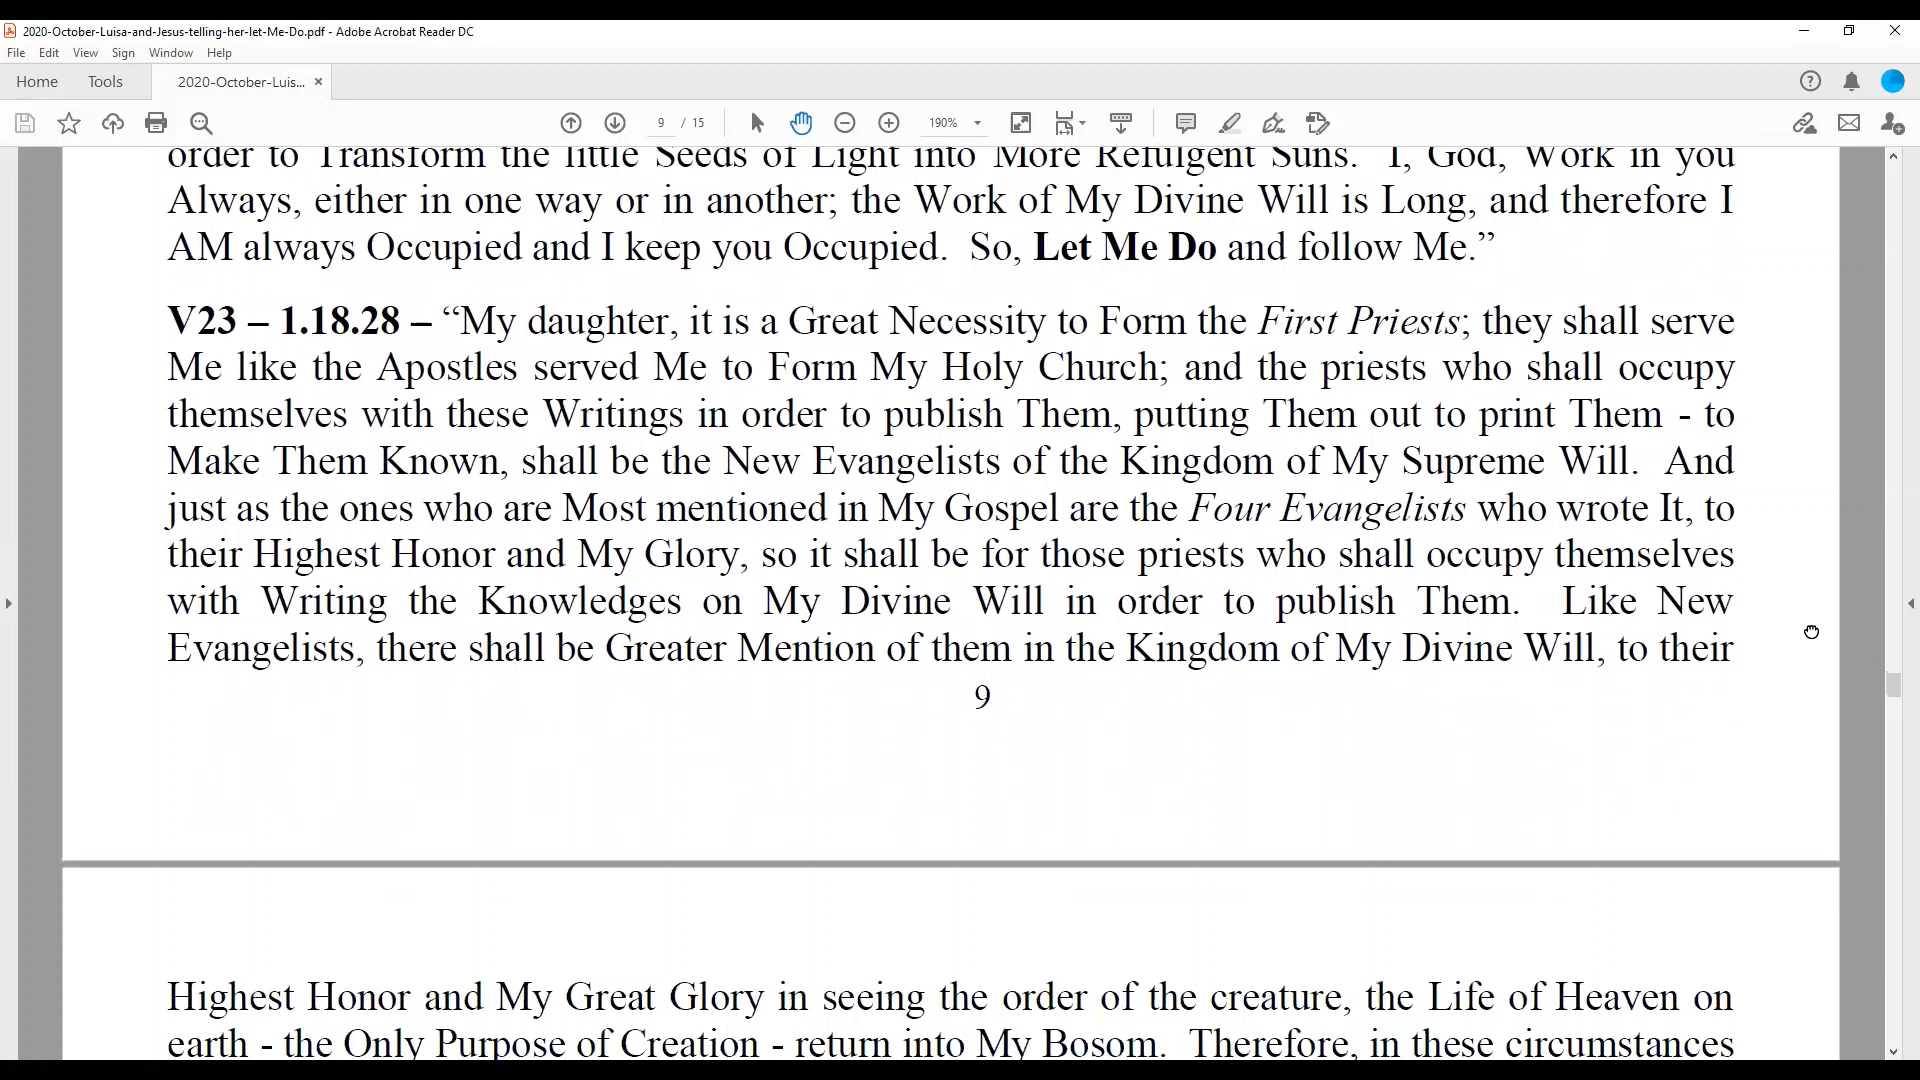 2020-October-Luisa-and-Jesus-telling-her-let-Me-Do.pdf - Adobe Acrobat Reader DC
File Edit View Sign Window Help
Home Tools 2020-October-Luis... ×
9 / 15 190%
order to Transform the little Seeds of Light into More Refulgent Suns. I, God, Work in you
Always, either in one way or in another; the Work of My Divine Will is Long, and therefore I
AM always Occupied and I keep you Occupied. So, Let Me Do and follow Me.”
V23 – 1.18.28 – “My daughter, it is a Great Necessity to Form the First Priests; they shall serve
Me like the Apostles served Me to Form My Holy Church; and the priests who shall occupy
themselves with these Writings in order to publish Them, putting Them out to print Them - to
Make Them Known, shall be the New Evangelists of the Kingdom of My Supreme Will. And
just as the ones who are Most mentioned in My Gospel are the Four Evangelists who wrote It, to
their Highest Honor and My Glory, so it shall be for those priests who shall occupy themselves
with Writing the Knowledges on My Divine Will in order to publish Them. Like New
Evangelists, there shall be Greater Mention of them in the Kingdom of My Divine Will, to their
9
Highest Honor and My Great Glory in seeing the order of the creature, the Life of Heaven on
earth - the Only Purpose of Creation - return into My Bosom. Therefore, in these circumstances